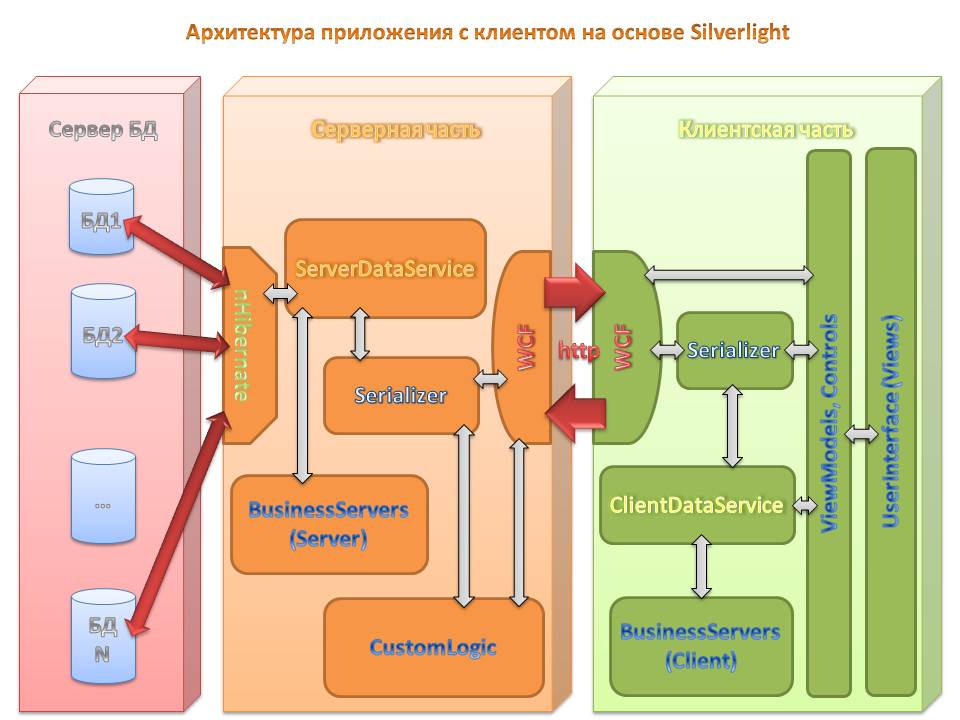 Архитектура приложения с клиентом на основе Silverlight
Сервер БД
БД1
БД2
...
БД
N
Серверная часть
nHibernate
ServerDataService
Serializer
BusinessServers
(Server)
CustomLogic
WCF
http
Клиентская часть
WCF
Serializer
ClientDataService
BusinessServers
(Client)
ViewModels, Controls
UserInterface (Views)